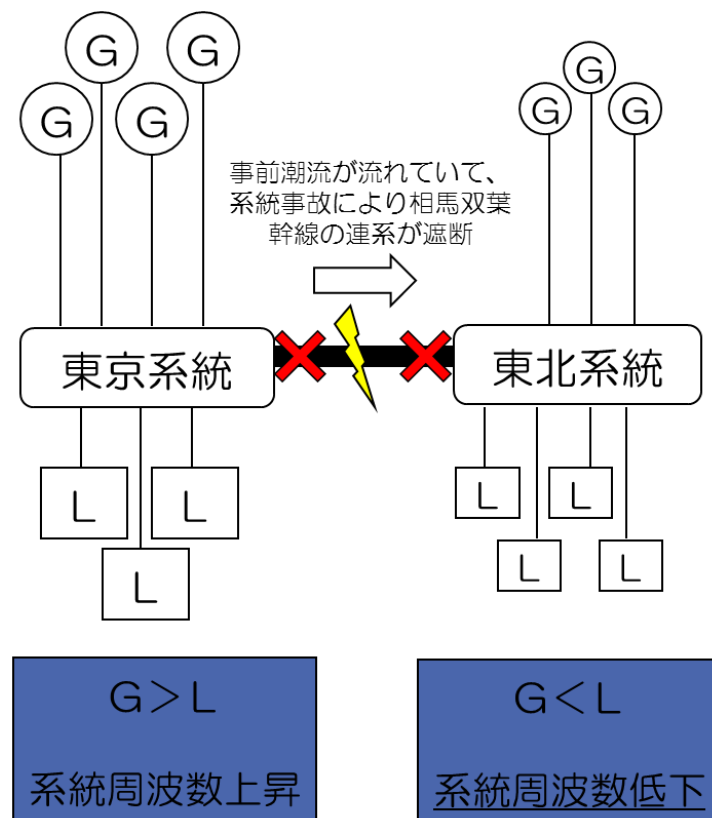 G
G
G
G
G
G
G
事前潮流が流れていて、
系統事故により相馬双葉
幹線の連系が遮断
東京系統
東北系統
L
L
L
L
L
L
L
G>L
系統周波数上昇
G<L
系統周波数低下